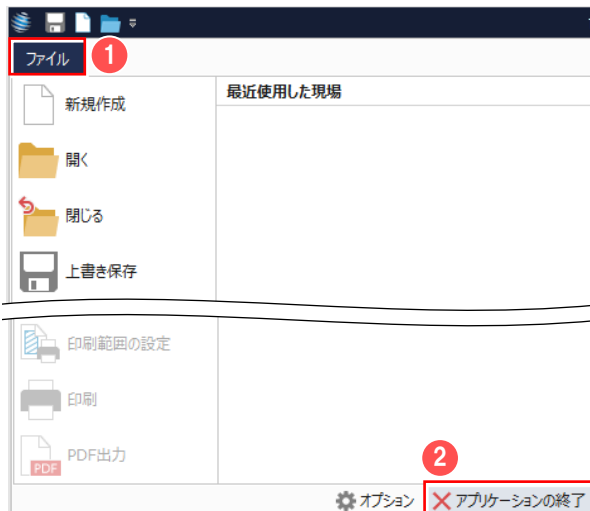 ファイル
1
新規作成
最近使用した現場
開く
閉じる
上書き保存
印刷範囲の設定
印刷
PDF
PDF出力
2
オプション
アプリケーションの終了